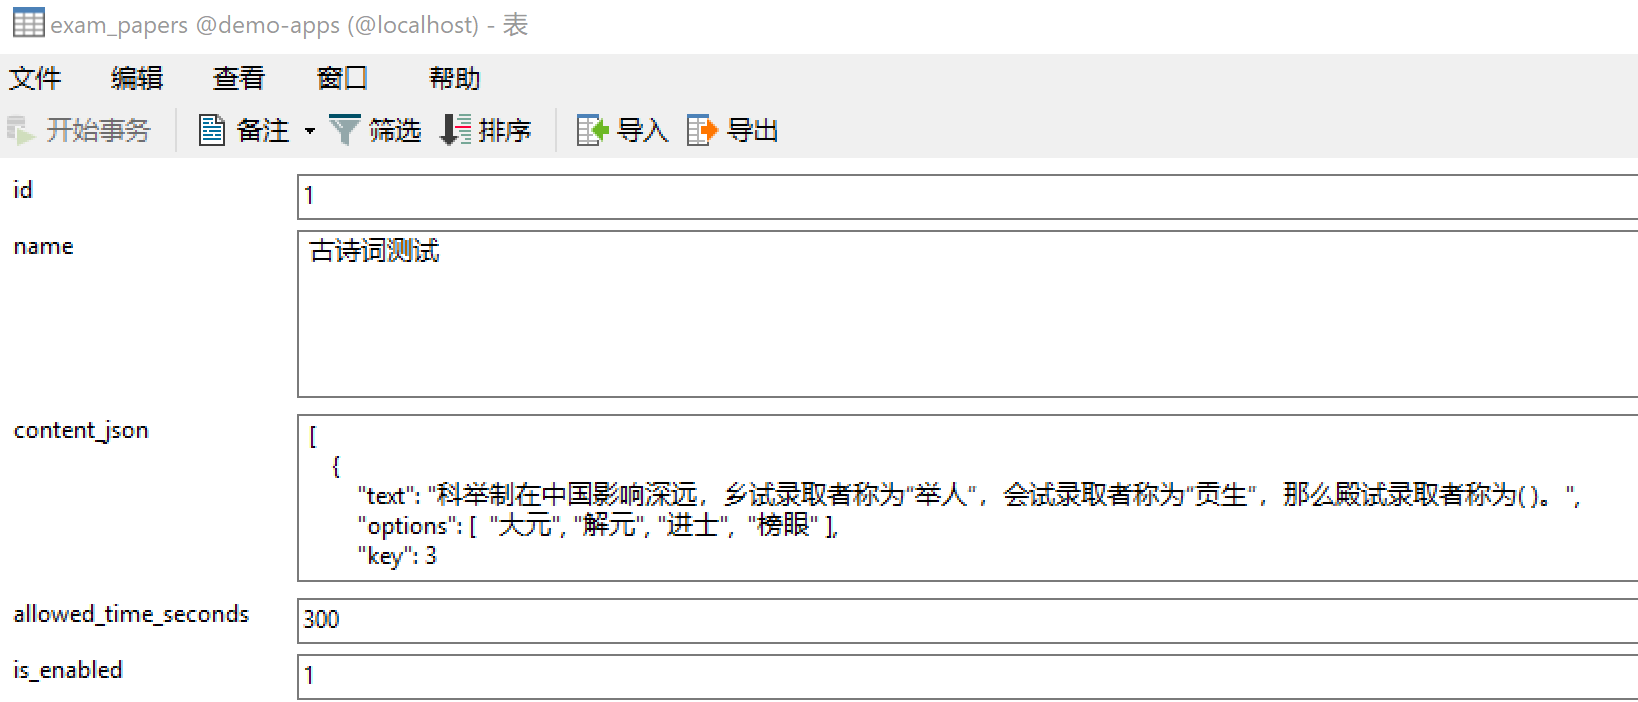 exam_papers @demo-apps (@localhost) - 表
文件 编辑 查看 窗口 帮助
开始事务 备注 筛选 排序 导入 导出
id 1
name 古诗词测试
content_json [
{
"text": "科举制在中国影响深远，乡试录取者称为“举人”，会试录取者称为“贡生”，那么殿试录取者称为( )。",
"options": [ "大元", "解元", "进士", "榜眼" ],
"key": 3
allowed_time_seconds 300
is_enabled 1